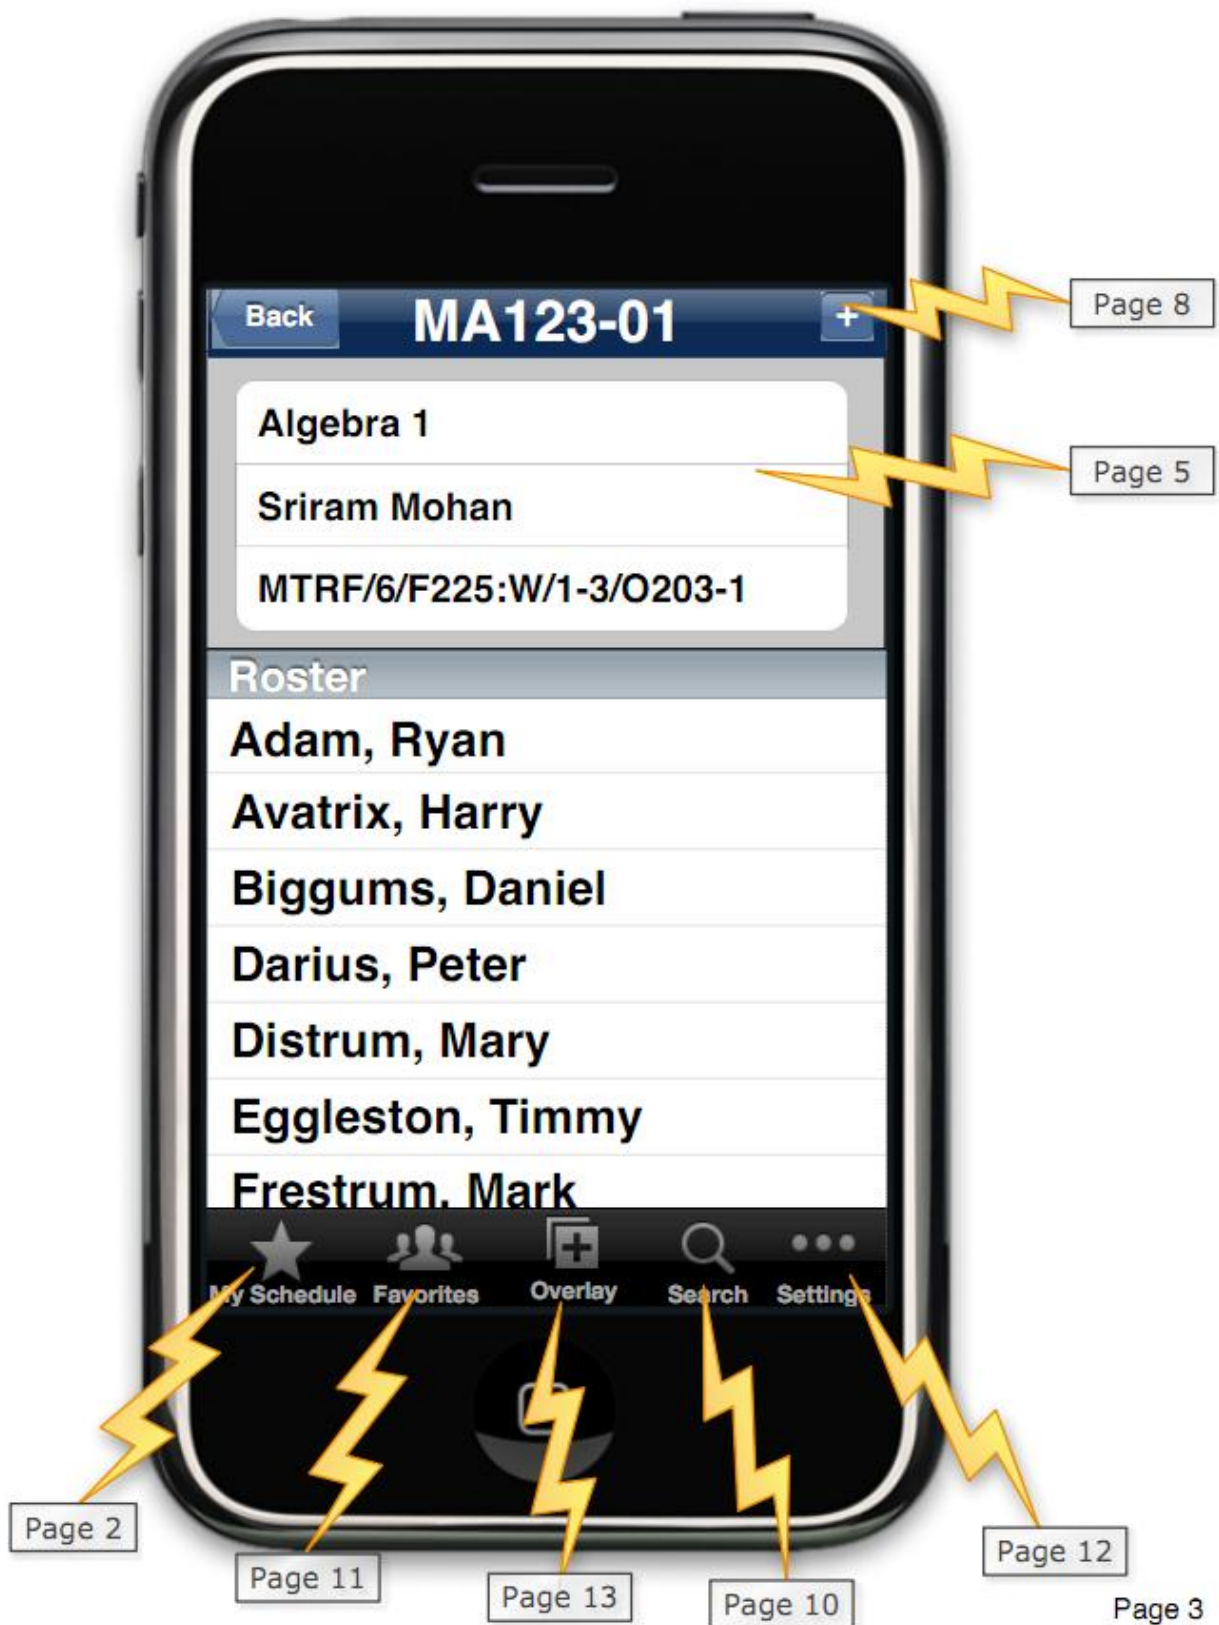 Back MA123-01 +
Page 8
Algebra 1
Page 5
Sriram Mohan
MTRF/6/F225:W/1-3/O203-1
Roster
Adam, Ryan
Avatrix, Harry
Biggums, Daniel
Darius, Peter
Distrum, Mary
Eggleston, Timmy
Frestrum, Mark
My Schedule Favorites Overlay Search Settings
Page 2
Page 11
Page 13
Page 10
Page 12
Page 3